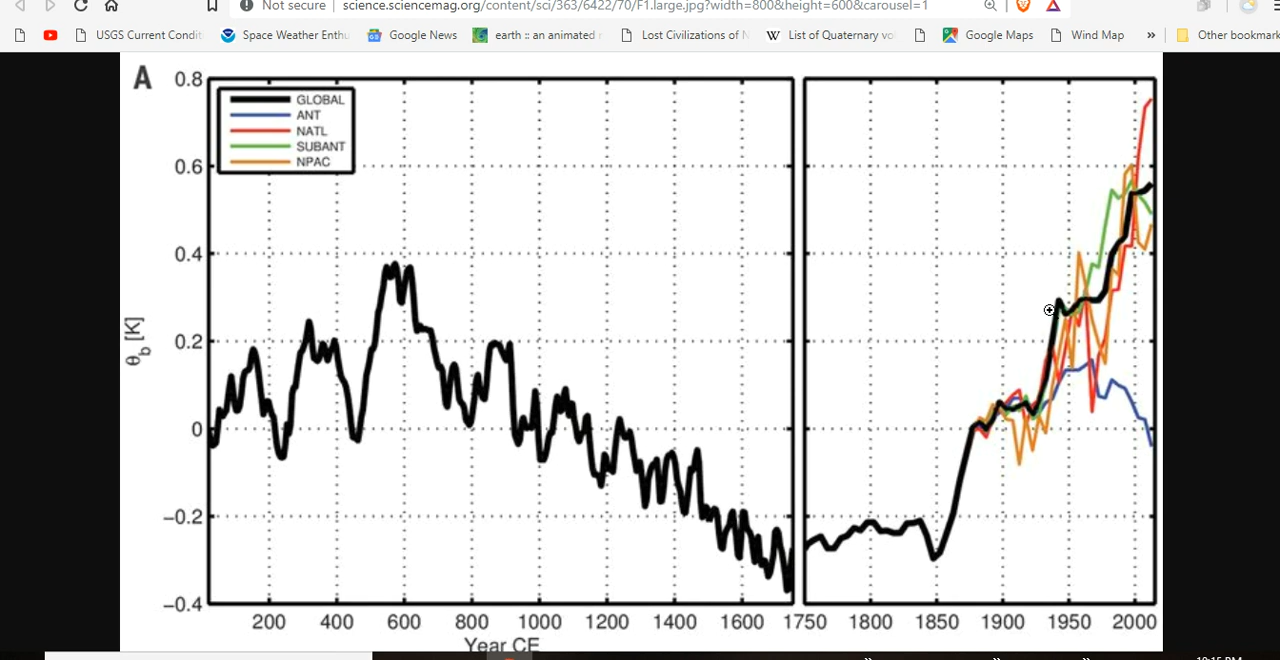 Not secure science.sciencemag.org/content/sci/363/6422/70/F1.large.jpg?width=800&height=600&carousel=1
USGS Current Condit Space Weather Enthu Google News earth :: an animated Lost Civilizations of N List of Quaternary vo Google Maps Wind Map » Other bookmark
A
GLOBAL
ANT
NATL
SUBANT
NPAC
0.8
0.6
0.4
0.2
0
−0.2
−0.4
θb [K]
200 400 600 800 1000 1200 1400 1600 1750 1800 1850 1900 1950 2000
Year CE